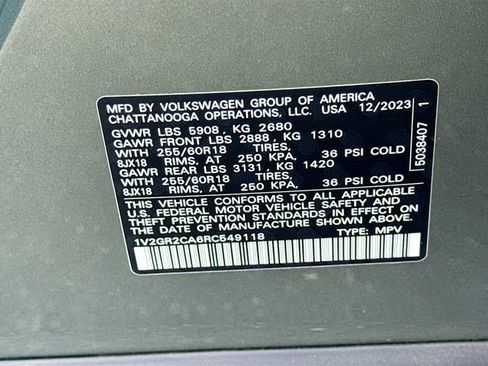 MFD. BY VOLKSWAGEN GROUP OF AMERICA
CHATTANOOGA OPERATIONS, LLC. USA 12/2023
GVWR LBS 5908, KG 2680
GAWR FRONT LBS 2888, KG 1310
WITH 255/60R18 TIRES,
8JX18 RIMS, AT 250 KPA, 36 PSI COLD
GAWR REAR LBS 3131, KG 1420
WITH 255/60R18 TIRES,
8JX18 RIMS, AT 250 KPA, 36 PSI COLD
THIS VEHICLE CONFORMS TO ALL APPLICABLE
U.S. FEDERAL MOTOR VEHICLE SAFETY AND
THEFT PREVENTION STANDARDS IN EFFECT ON THE
DATE OF MANUFACTURE SHOWN ABOVE.
1V2GR2CA6RC549118 TYPE: MPV
5038407 1